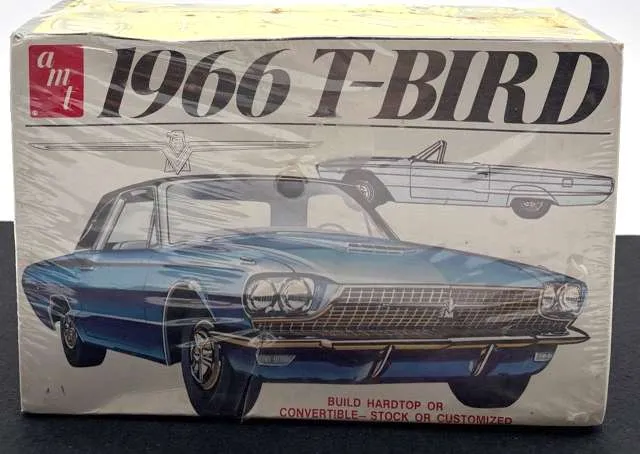 amt
1966 T-BIRD
BUILD HARDTOP OR
CONVERTIBLE– STOCK OR CUSTOMIZED